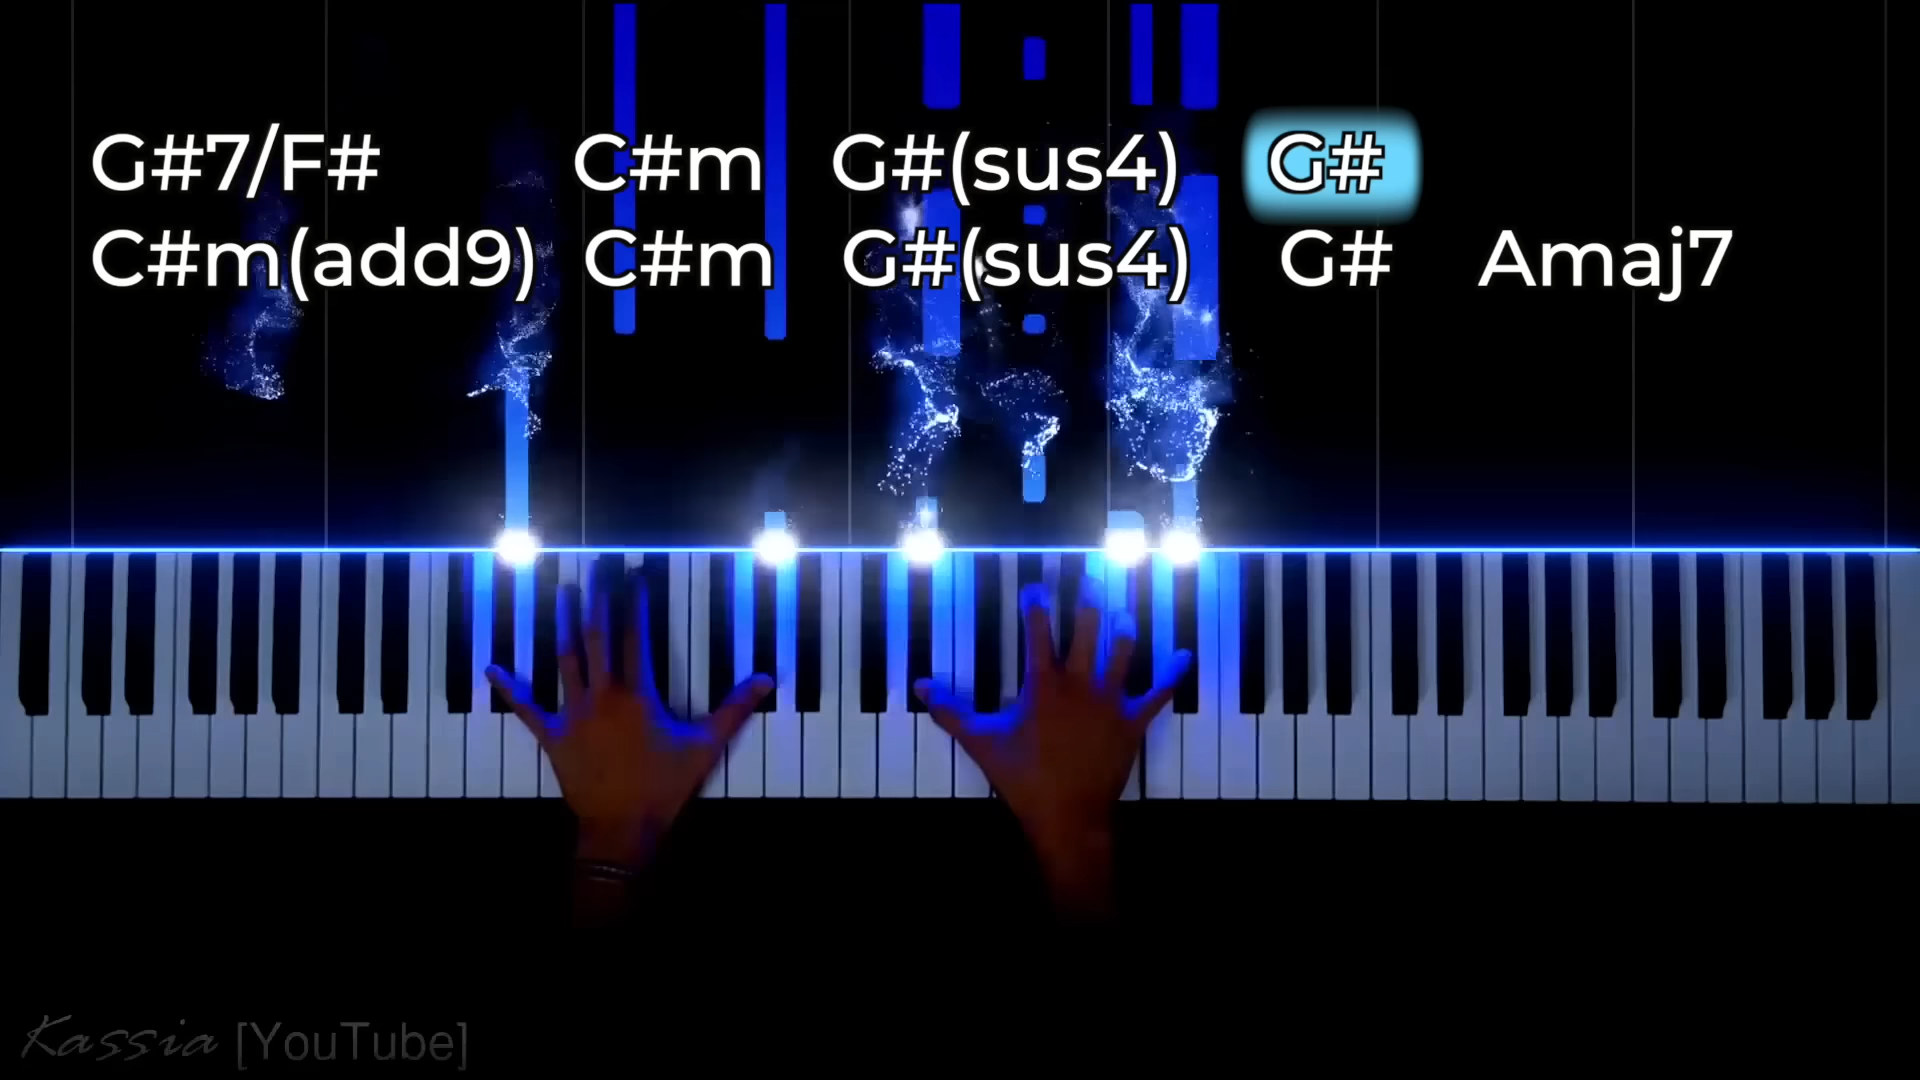 G#7/F# C#m G#(sus4) G#
C#m(add9) C#m G#(sus4) G# Amaj7
Kassia [YouTube]